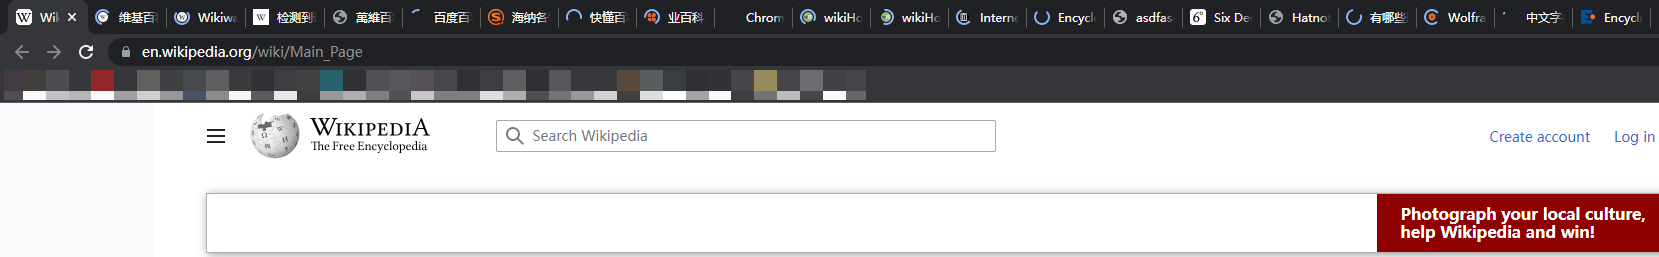 Wik 维基百 Wikiwa 检测到 萬維百 百度百 海纳各 快懂百 业百科 Chrom wikiHo wikiHo Interne Encycl asdfas Six De Hatno 有哪些 Wolfra 中文字 Encycl
en.wikipedia.org/wiki/Main_Page
WIKIPEDIA
The Free Encyclopedia
Search Wikipedia
Create account Log in
Photograph your local culture,
help Wikipedia and win!